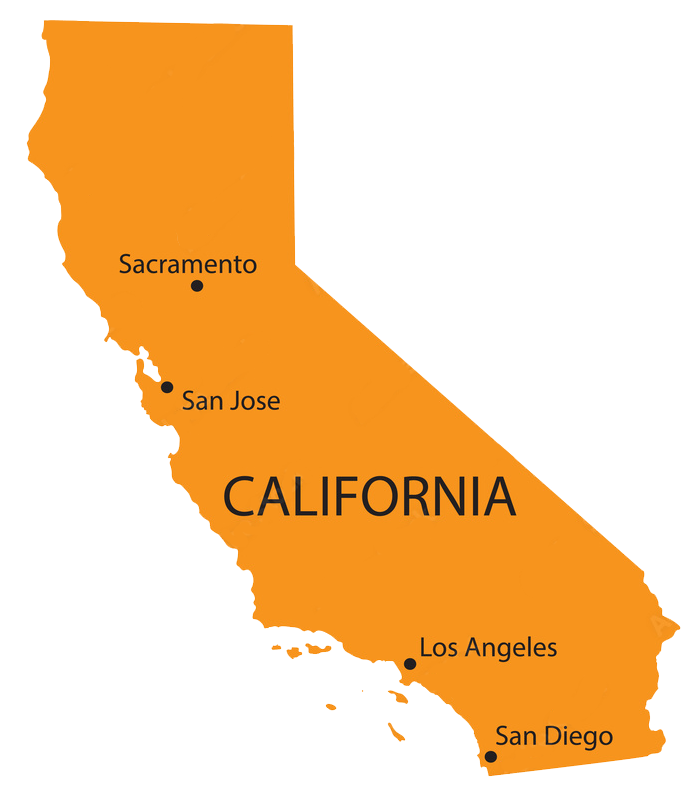 Sacramento
San Jose
CALIFORNIA
Los Angeles
San Diego